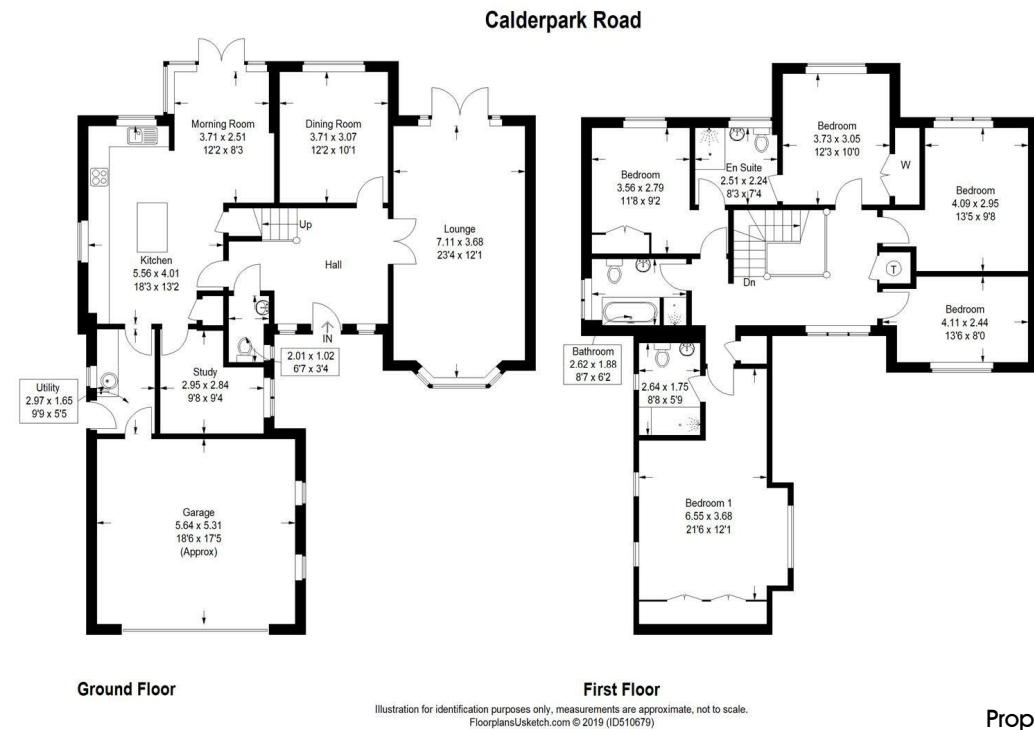 Calderpark Road
Morning Room
3.71 x 2.51
12'2 x 8'3
Dining Room
3.71 x 3.07
12'2 x 10'1
Up
Lounge
7.11 x 3.68
23'4 x 12'1
Hall
Kitchen
5.56 x 4.01
18'3 x 13'2
IN
2.01 x 1.02
6'7 x 3'4
Utility
2.97 x 1.65
9'9 x 5'5
Study
2.95 x 2.84
9'8 x 9'4
Garage
5.64 x 5.31
18'6 x 17'5
(Approx)
Ground Floor
Bedroom
3.56 x 2.79
11'8 x 9'2
En Suite
2.51 x 2.24
8'3 x 7'4
Bedroom
3.73 x 3.05
12'3 x 10'0
W
Bedroom
4.09 x 2.95
13'5 x 9'8
Dn
T
Bedroom
4.11 x 2.44
13'6 x 8'0
Bathroom
2.62 x 1.88
8'7 x 6'2
2.64 x 1.75
8'8 x 5'9
Bedroom 1
6.55 x 3.68
21'6 x 12'1
First Floor
Illustration for identification purposes only, measurements are approximate, not to scale.
FloorplansUsketch.com © 2019 (ID510679)
Prop